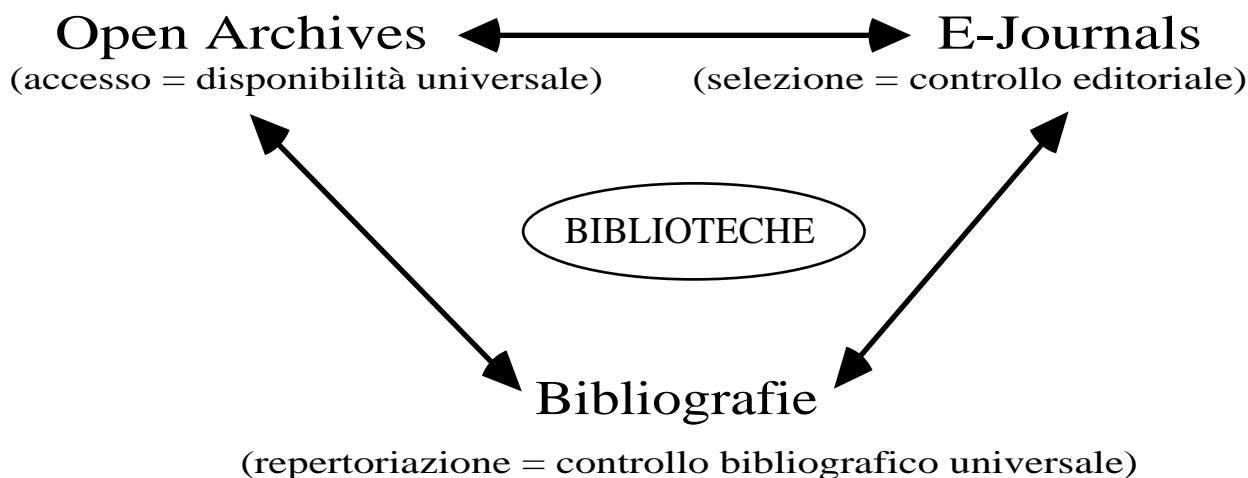 Open Archives
E-Journals
(accesso = disponibilità universale)
(selezione = controllo editoriale)
BIBLIOTECHE
Bibliografie
(repertoriazione = controllo bibliografico universale)